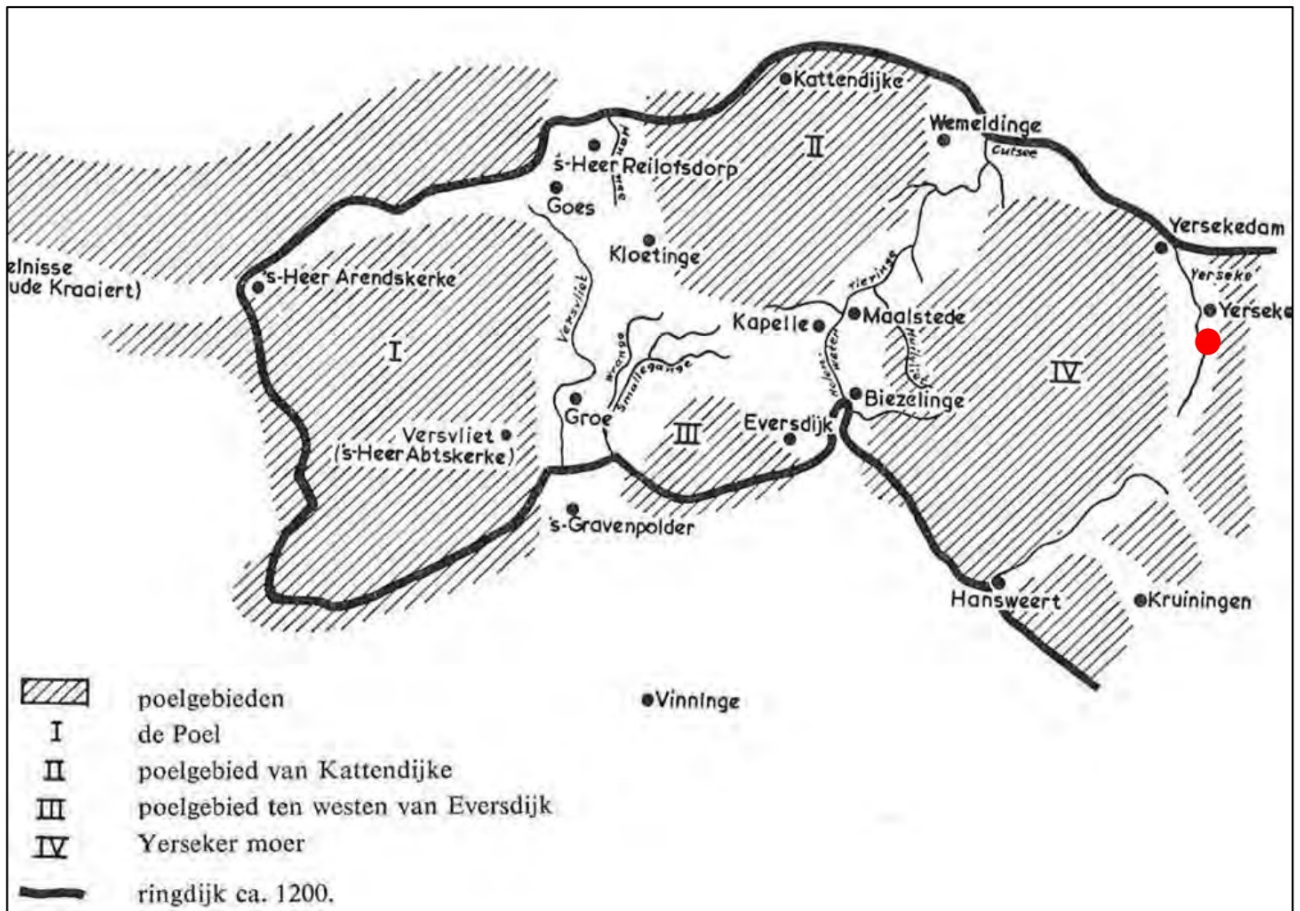 Kattendijke
II
Wemeldinge
Cutsee
's-Heer Reilofsdorp
Goes
Kloetinge
Yersekedam
Yerseke
Yerseke
elnisse
ude Kraaiert)
's-Heer Arendskerke
Versvliet
Kapelle
Yieringe
Maalstede
I
Wrange
Smallegange
IV
Biezelinge
Groe
III
Eversdijk
Versvliet
('s-Heer Abtskerke)
's-Gravenpolder
Hansweert
Kruiningen
Vinninge
poelgebieden
I de Poel
II poelgebied van Kattendijke
III poelgebied ten westen van Eversdijk
IV Yerseker moer
ringdijk ca. 1200.